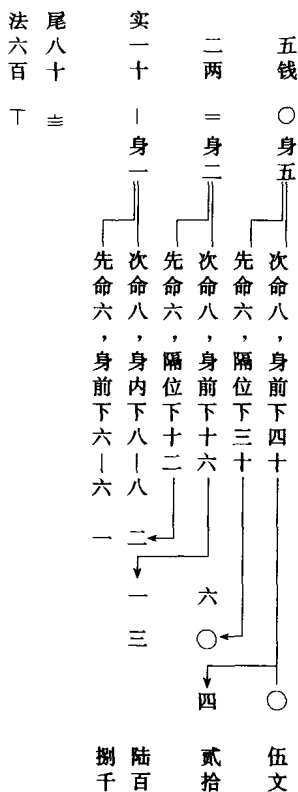 法六百 丅
尾八十 𝍰
实一十 | 身一
二两 = 身二
五钱 ○ 身五
先命六，身前下六—六 一
次命八，身内下八—八 二 一 三
先命六，隔位下十二
次命八，身前下十六
先命六，隔位下三十
次命八，身前下四十
六 ○ 四
○
捌千
陆百
贰拾
伍文